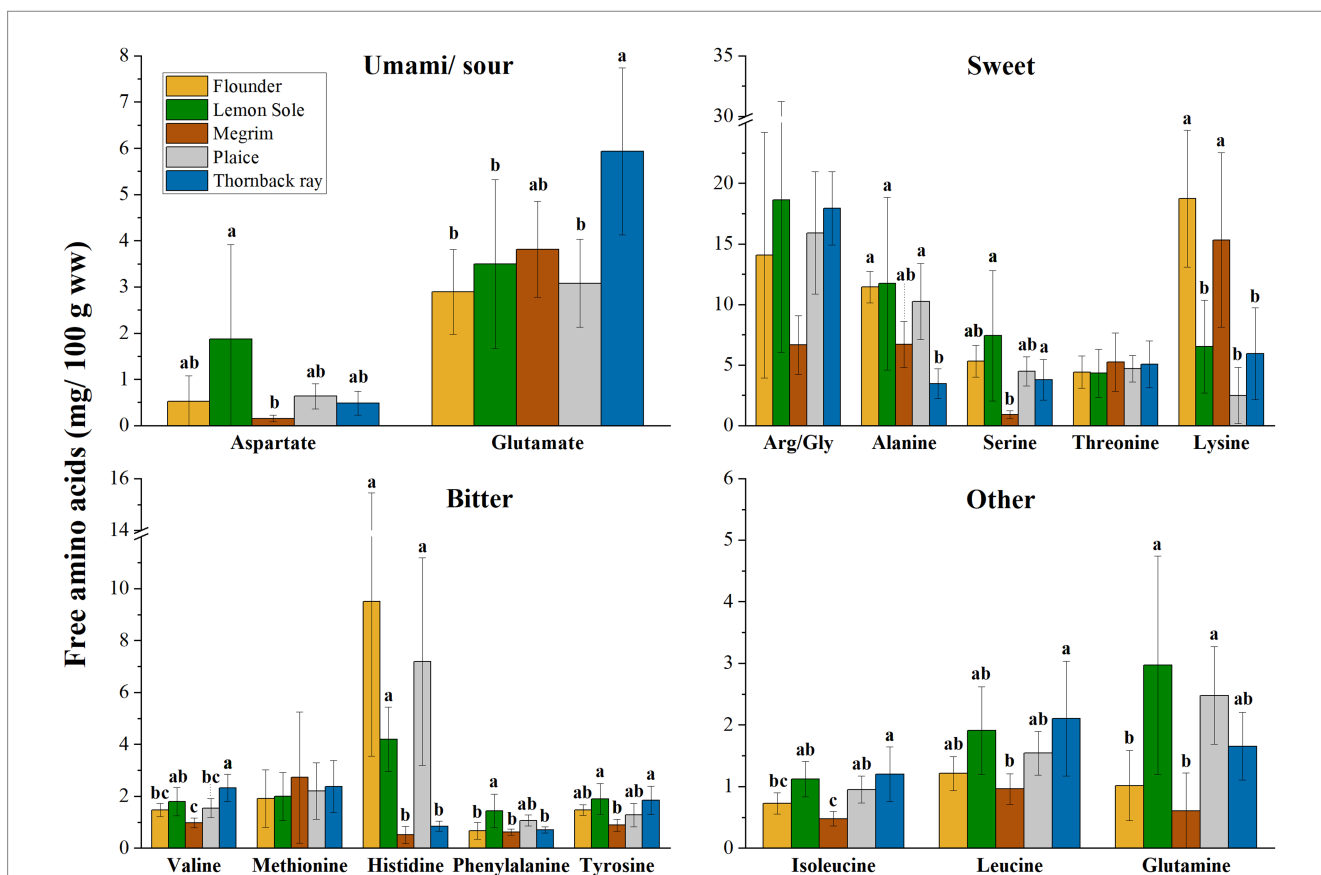 Free amino acids (mg/ 100 g ww)
Umami/ sour
Flounder
Lemon Sole
Megrim
Plaice
Thornback ray
8
7
6
5
4
3
2
1
0
ab a b ab ab
b b ab b a
Aspartate Glutamate
Sweet
35
30
20
15
10
5
0
a a ab a b
ab a b ab a
a b a b b
Arg/Gly Alanine Serine Threonine Lysine
Bitter
16
14
10
8
6
4
2
0
bc ab c bc a
a a b a b
b a b ab b
a a b ab a
Valine Methionine Histidine Phenylalanine Tyrosine
Other
6
5
4
3
2
1
0
bc ab c ab a
ab ab b ab a
b a b a ab
Isoleucine Leucine Glutamine